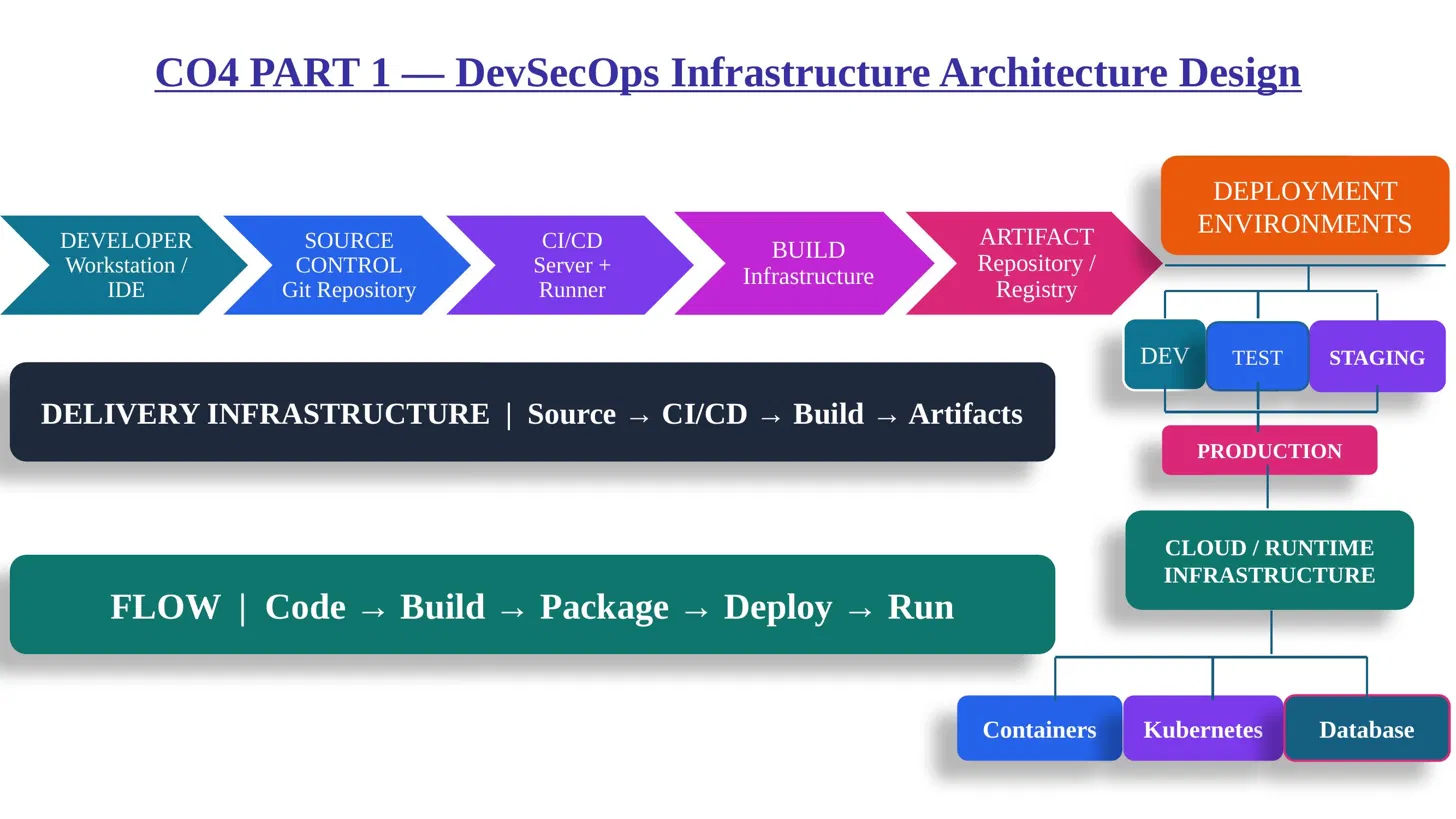 CO4 PART 1 — DevSecOps Infrastructure Architecture Design
DEVELOPER
Workstation /
IDE
SOURCE
CONTROL
Git Repository
CI/CD
Server +
Runner
BUILD
Infrastructure
ARTIFACT
Repository /
Registry
DEPLOYMENT
ENVIRONMENTS
DEV
TEST
STAGING
DELIVERY INFRASTRUCTURE | Source → CI/CD → Build → Artifacts
PRODUCTION
CLOUD / RUNTIME
INFRASTRUCTURE
FLOW | Code → Build → Package → Deploy → Run
Containers
Kubernetes
Database